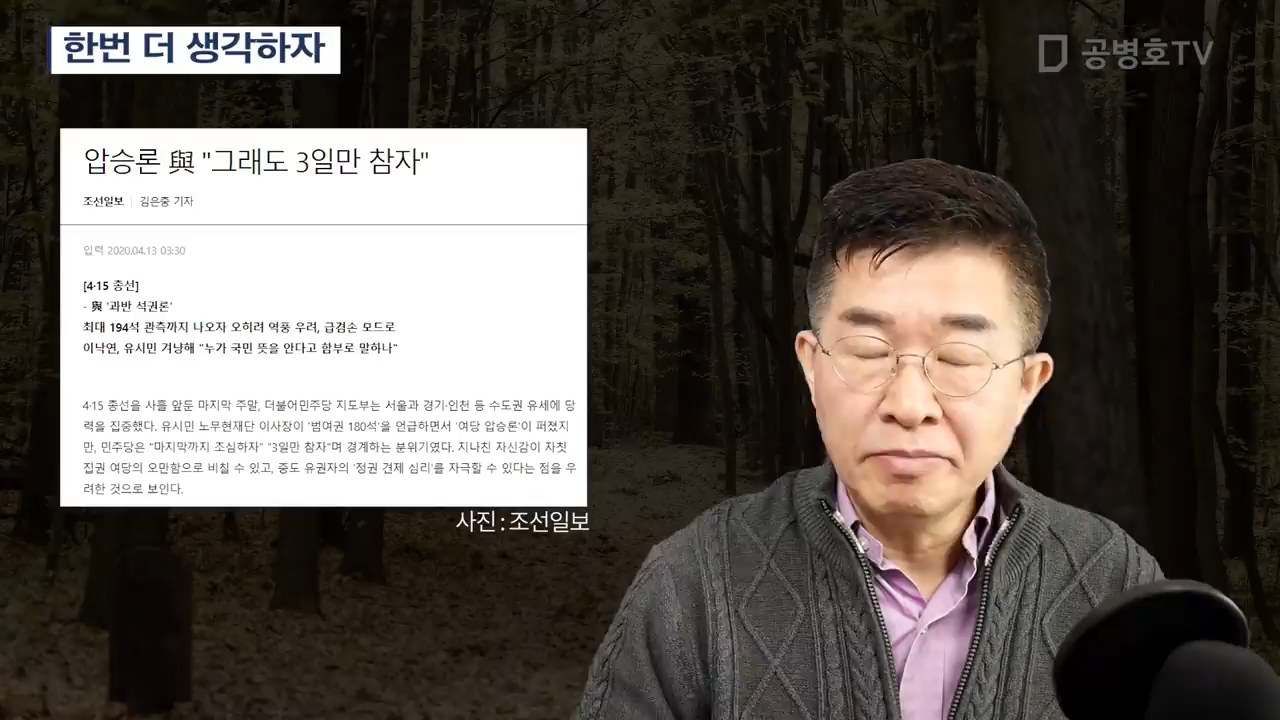 한번 더 생각하자
공병호TV
압승론 與 "그래도 3일만 참자"
조선일보 김은중 기자
입력 2020.04.13 03:30
[4·15 총선]
- 與 '과반 석권론'
최대 194석 관측까지 나오자 오히려 역풍 우려, 급겸손 모드로
이낙연, 유시민 겨냥해 "누가 국민 뜻을 안다고 함부로 말하나"
4·15 총선을 사흘 앞둔 마지막 주말, 더불어민주당 지도부는 서울과 경기·인천 등 수도권 유세에 당
력을 집중했다. 유시민 노무현재단 이사장이 '범여권 180석'을 언급하면서 '여당 압승론'이 퍼졌지
만, 민주당은 "마지막까지 조심하자" "3일만 참자"며 경계하는 분위기였다. 지나친 자신감이 자칫
집권 여당의 오만함으로 비칠 수 있고, 중도 유권자의 '정권 견제 심리'를 자극할 수 있다는 점을 우
려한 것으로 보인다.
사진 : 조선일보